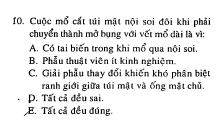 10. Cuộc mổ cắt túi mật nội soi đôi khi phải
chuyển thành mở bụng với vết mổ dài là vì:
A. Có tai biến trong khi mổ qua nội soi.
B. Phẫu thuật viên ít kinh nghiệm.
C. Giải phẫu thay đổi khiến khó phân biệt
ranh giới giữa túi mật và ống mật chủ.
D. Tất cả đều sai.
E. Tất cả đều đúng.